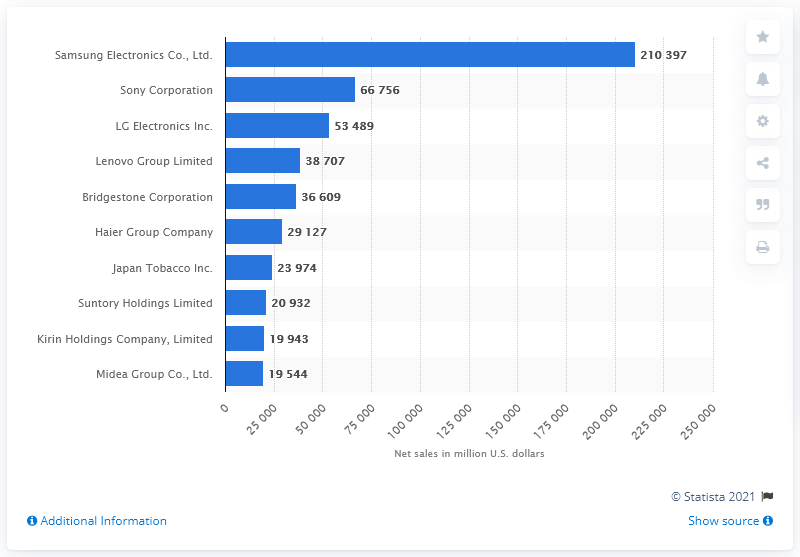 Samsung Electronics Co., Ltd. 210 397
Sony Corporation 66 756
LG Electronics Inc. 53 489
Lenovo Group Limited 38 707
Bridgestone Corporation 36 609
Haier Group Company 29 127
Japan Tobacco Inc. 23 974
Suntory Holdings Limited 20 932
Kirin Holdings Company, Limited 19 943
Midea Group Co., Ltd. 19 544
0 25 000 50 000 75 000 100 000 125 000 150 000 175 000 200 000 225 000 250 000
Net sales in million U.S. dollars
© Statista 2021
Additional Information Show source